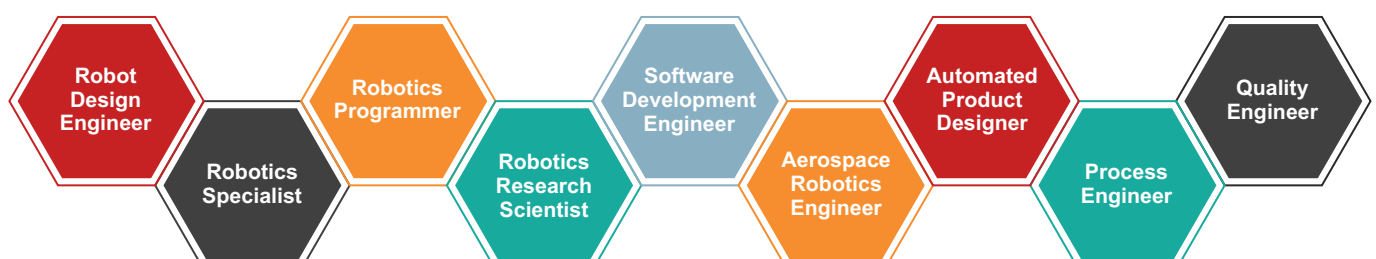 Robot
Design
Engineer
Robotics
Specialist
Robotics
Programmer
Robotics
Research
Scientist
Software
Development
Engineer
Aerospace
Robotics
Engineer
Automated
Product
Designer
Process
Engineer
Quality
Engineer